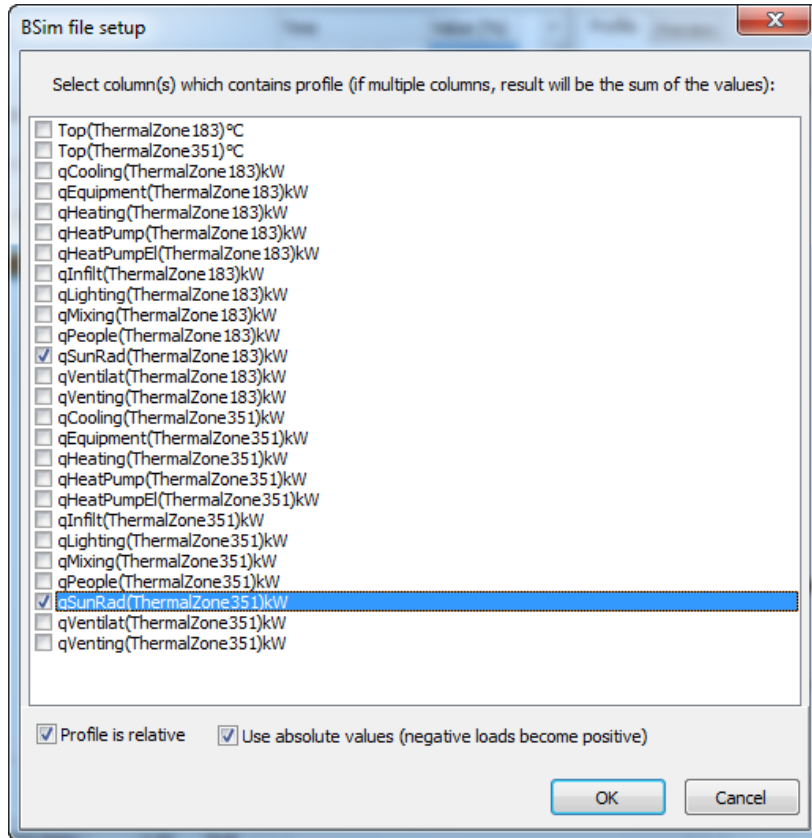 BSim file setup
Select column(s) which contains profile (if multiple columns, result will be the sum of the values):
Top(ThermalZone183)°C
Top(ThermalZone351)°C
qCooling(ThermalZone183)kW
qEquipment(ThermalZone183)kW
qHeating(ThermalZone183)kW
qHeatPump(ThermalZone183)kW
qHeatPumpEl(ThermalZone183)kW
qInfilt(ThermalZone183)kW
qLighting(ThermalZone183)kW
qMixing(ThermalZone183)kW
qPeople(ThermalZone183)kW
qSunRad(ThermalZone183)kW
qVentilat(ThermalZone183)kW
qVenting(ThermalZone183)kW
qCooling(ThermalZone351)kW
qEquipment(ThermalZone351)kW
qHeating(ThermalZone351)kW
qHeatPump(ThermalZone351)kW
qHeatPumpEl(ThermalZone351)kW
qInfilt(ThermalZone351)kW
qLighting(ThermalZone351)kW
qMixing(ThermalZone351)kW
qPeople(ThermalZone351)kW
qSunRad(ThermalZone351)kW
qVentilat(ThermalZone351)kW
qVenting(ThermalZone351)kW
Profile is relative Use absolute values (negative loads become positive)
OK Cancel